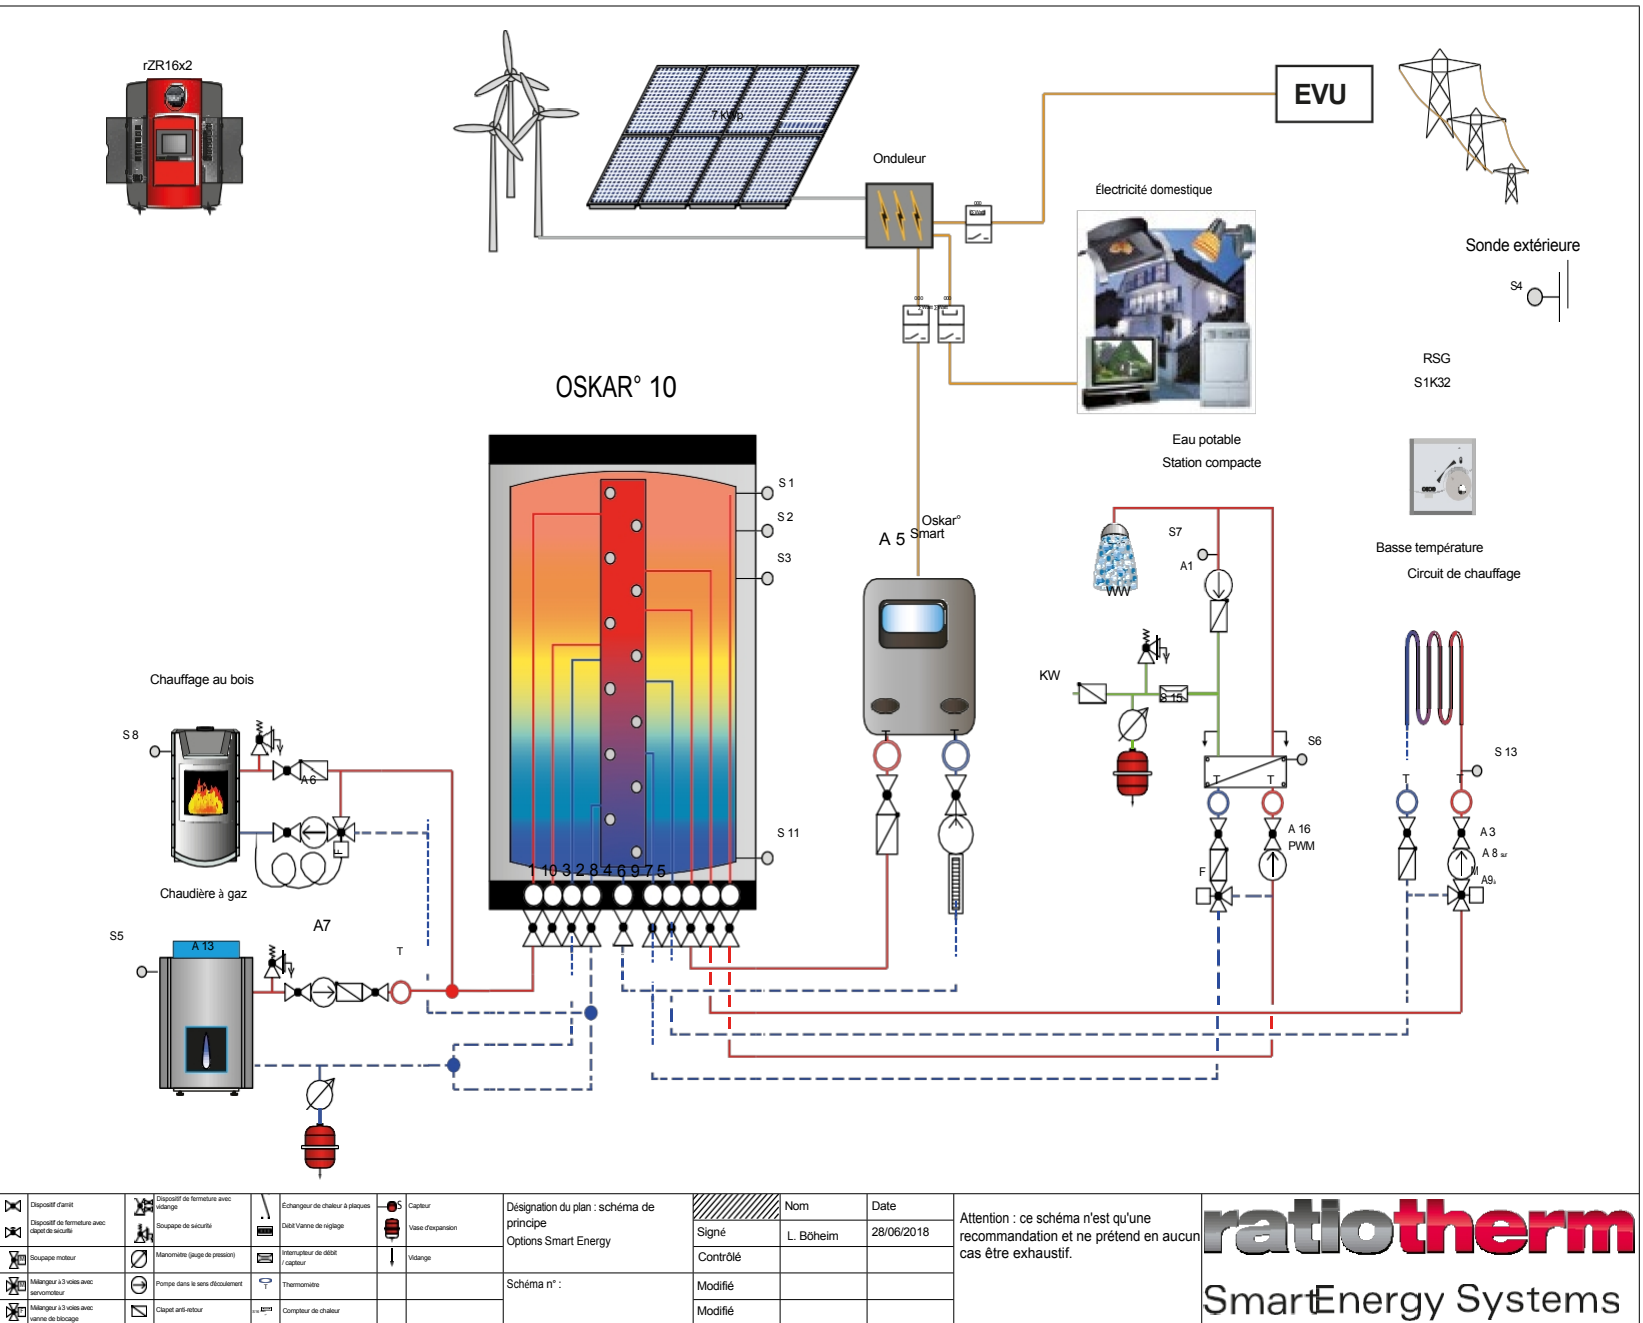 rZR16x2
7 kWp
Onduleur
EVU
Électricité domestique
Sonde extérieure
S4
RSG
S1K32
OSKAR° 10
S 1
S 2
S3
S 11
1 10 3 2 8 4 6 9 7 5
Oskar°
Smart
A 5
Eau potable
Station compacte
S7
A1
KW
S 15
S6
T T
A 16
PWM
F
Basse température
Circuit de chauffage
S 13
T T
A 3
A 8 sur
M
A9
Chauffage au bois
S 8
A 6
F
Chaudière à gaz
A7
S5
A 13
T
Dispositif d'arrêt
Dispositif de fermeture avec
clapet de sécurité
Soupape moteur
Mélangeur à 3 voies avec
servomoteur
Mélangeur à 3 voies avec
vanne de blocage
Dispositif de fermeture avec
vidange
Soupape de sécurité
Manomètre (jauge de pression)
Pompe dans le sens d'écoulement
Clapet anti-retour
Échangeur de chaleur à plaques
Débit Vanne de réglage
Interrupteur de débit
/ capteur
Thermomètre
Compteur de chaleur
Capteur
Vase d'expansion
Vidange
Désignation du plan : schéma de
principe
Options Smart Energy
Schéma n° :
Nom
Date
Signé
L. Böheim
28/06/2018
Contrôlé
Modifié
Modifié
Attention : ce schéma n'est qu'une
recommandation et ne prétend en aucun
cas être exhaustif.
ratiotherm
SmartEnergy Systems